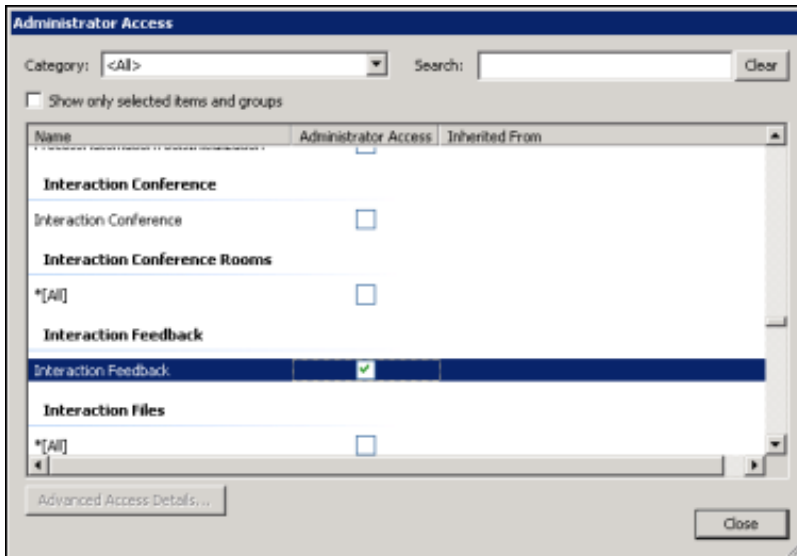 Administrator Access
Category: <All> Search: Clear
Show only selected items and groups
Name Administrator Access Inherited From
Interaction Conference
Interaction Conference
Interaction Conference Rooms
*[All]
Interaction Feedback
Interaction Feedback
Interaction Files
*[All]
Advanced Access Details...
Close